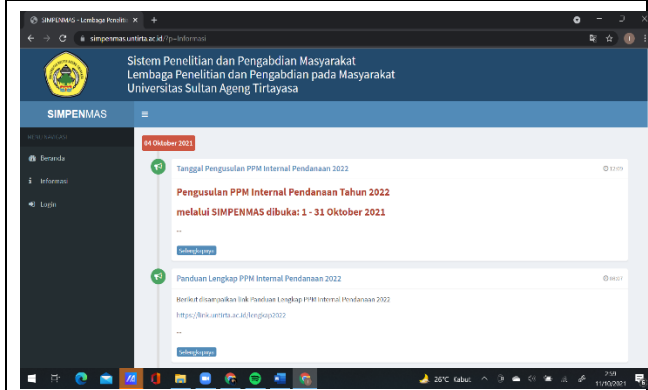 SIMPENMAS - Lembaga Peneliti
simpenmas.untirta.ac.id/?p=Informasi
Sistem Penelitian dan Pengabdian Masyarakat
Lembaga Penelitian dan Pengabdian pada Masyarakat
Universitas Sultan Ageng Tirtayasa
SIMPENMAS
Beranda
Informasi
Login
04 Oktober 2021
Tanggal Pengusulan PPM Internal Pendanaan 2022
Pengusulan PPM Internal Pendanaan Tahun 2022
melalui SIMPENMAS dibuka: 1 - 31 Oktober 2021
...
Selengkapnya
Panduan Lengkap PPM Internal Pendanaan 2022
Berikut disampaikan link Panduan Lengkap PPM Internal Pendanaan 2022
https://link.untirta.ac.id/lengkap2022
...
Selengkapnya
26°C Kabut
2:59
11/10/2021